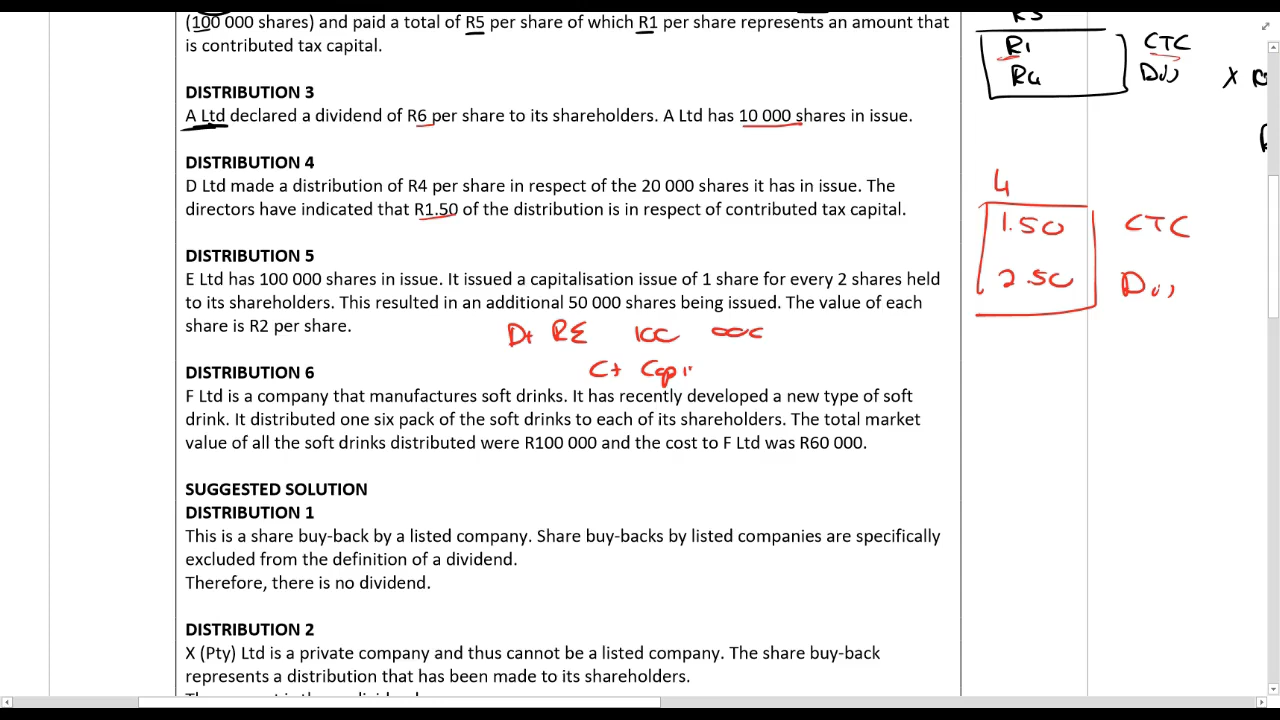 (100 000 shares) and paid a total of R5 per share of which R1 per share represents an amount that
is contributed tax capital.
R1 CTC
R4 Div X
DISTRIBUTION 3
A Ltd declared a dividend of R6 per share to its shareholders. A Ltd has 10 000 shares in issue.
DISTRIBUTION 4
D Ltd made a distribution of R4 per share in respect of the 20 000 shares it has in issue. The
directors have indicated that R1.50 of the distribution is in respect of contributed tax capital.
4
1.50 CTC
2.50 Div
DISTRIBUTION 5
E Ltd has 100 000 shares in issue. It issued a capitalisation issue of 1 share for every 2 shares held
to its shareholders. This resulted in an additional 50 000 shares being issued. The value of each
share is R2 per share.
Dt RE 100 000
Ct Capi
DISTRIBUTION 6
F Ltd is a company that manufactures soft drinks. It has recently developed a new type of soft
drink. It distributed one six pack of the soft drinks to each of its shareholders. The total market
value of all the soft drinks distributed were R100 000 and the cost to F Ltd was R60 000.
SUGGESTED SOLUTION
DISTRIBUTION 1
This is a share buy-back by a listed company. Share buy-backs by listed companies are specifically
excluded from the definition of a dividend.
Therefore, there is no dividend.
DISTRIBUTION 2
X (Pty) Ltd is a private company and thus cannot be a listed company. The share buy-back
represents a distribution that has been made to its shareholders.